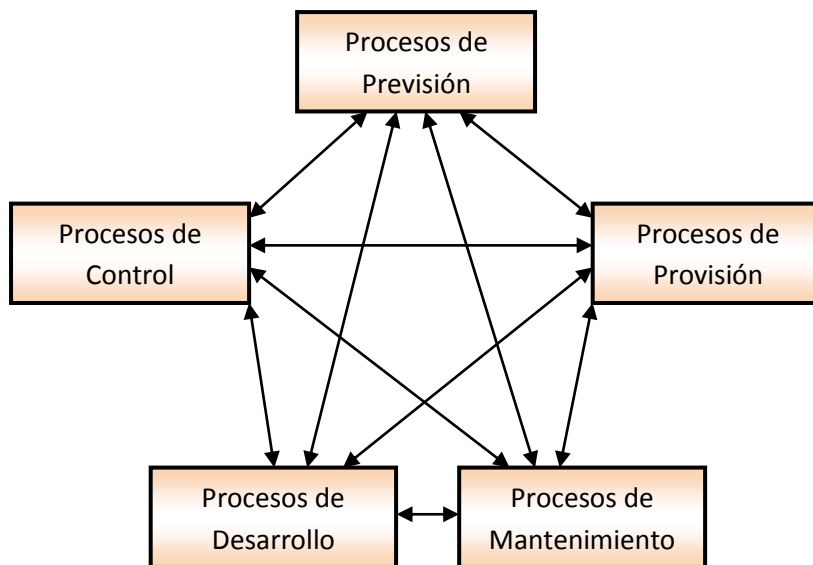 Procesos de
Previsión
Procesos de
Control
Procesos de
Provisión
Procesos de
Desarrollo
Procesos de
Mantenimiento